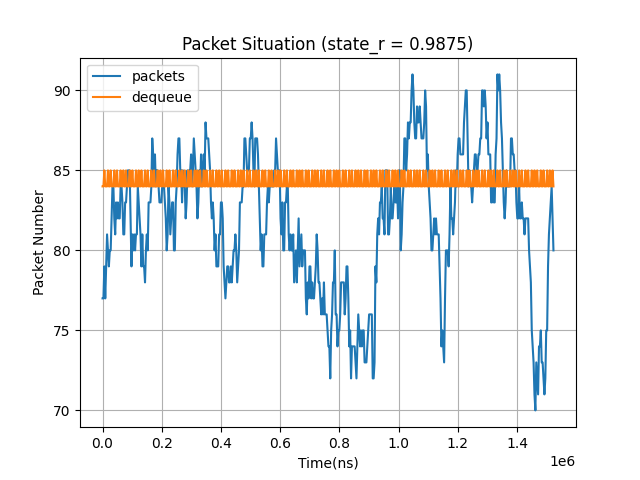 Packet Situation (state_r = 0.9875)
packets
dequeue
90
85
80
75
70
Packet Number
0.0 0.2 0.4 0.6 0.8 1.0 1.2 1.4
Time(ns)
1e6